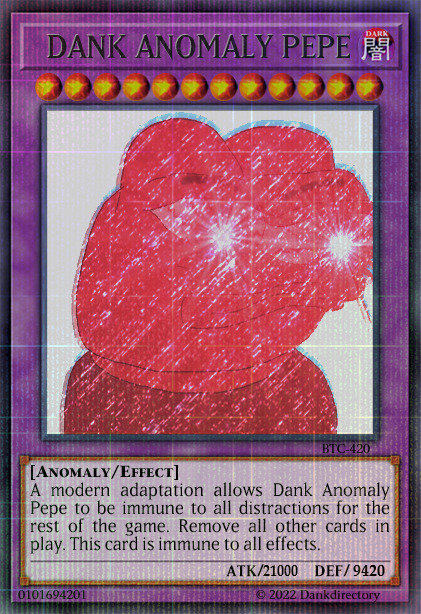 DANK ANOMALY PEPE
DARK
闇
BTC-420
[ANOMALY/EFFECT]
A modern adaptation allows Dank Anomaly
Pepe to be immune to all distractions for the
rest of the game. Remove all other cards in
play. This card is immune to all effects.
ATK/21000 DEF/ 9420
0101694201 © 2022 Dankdirectory